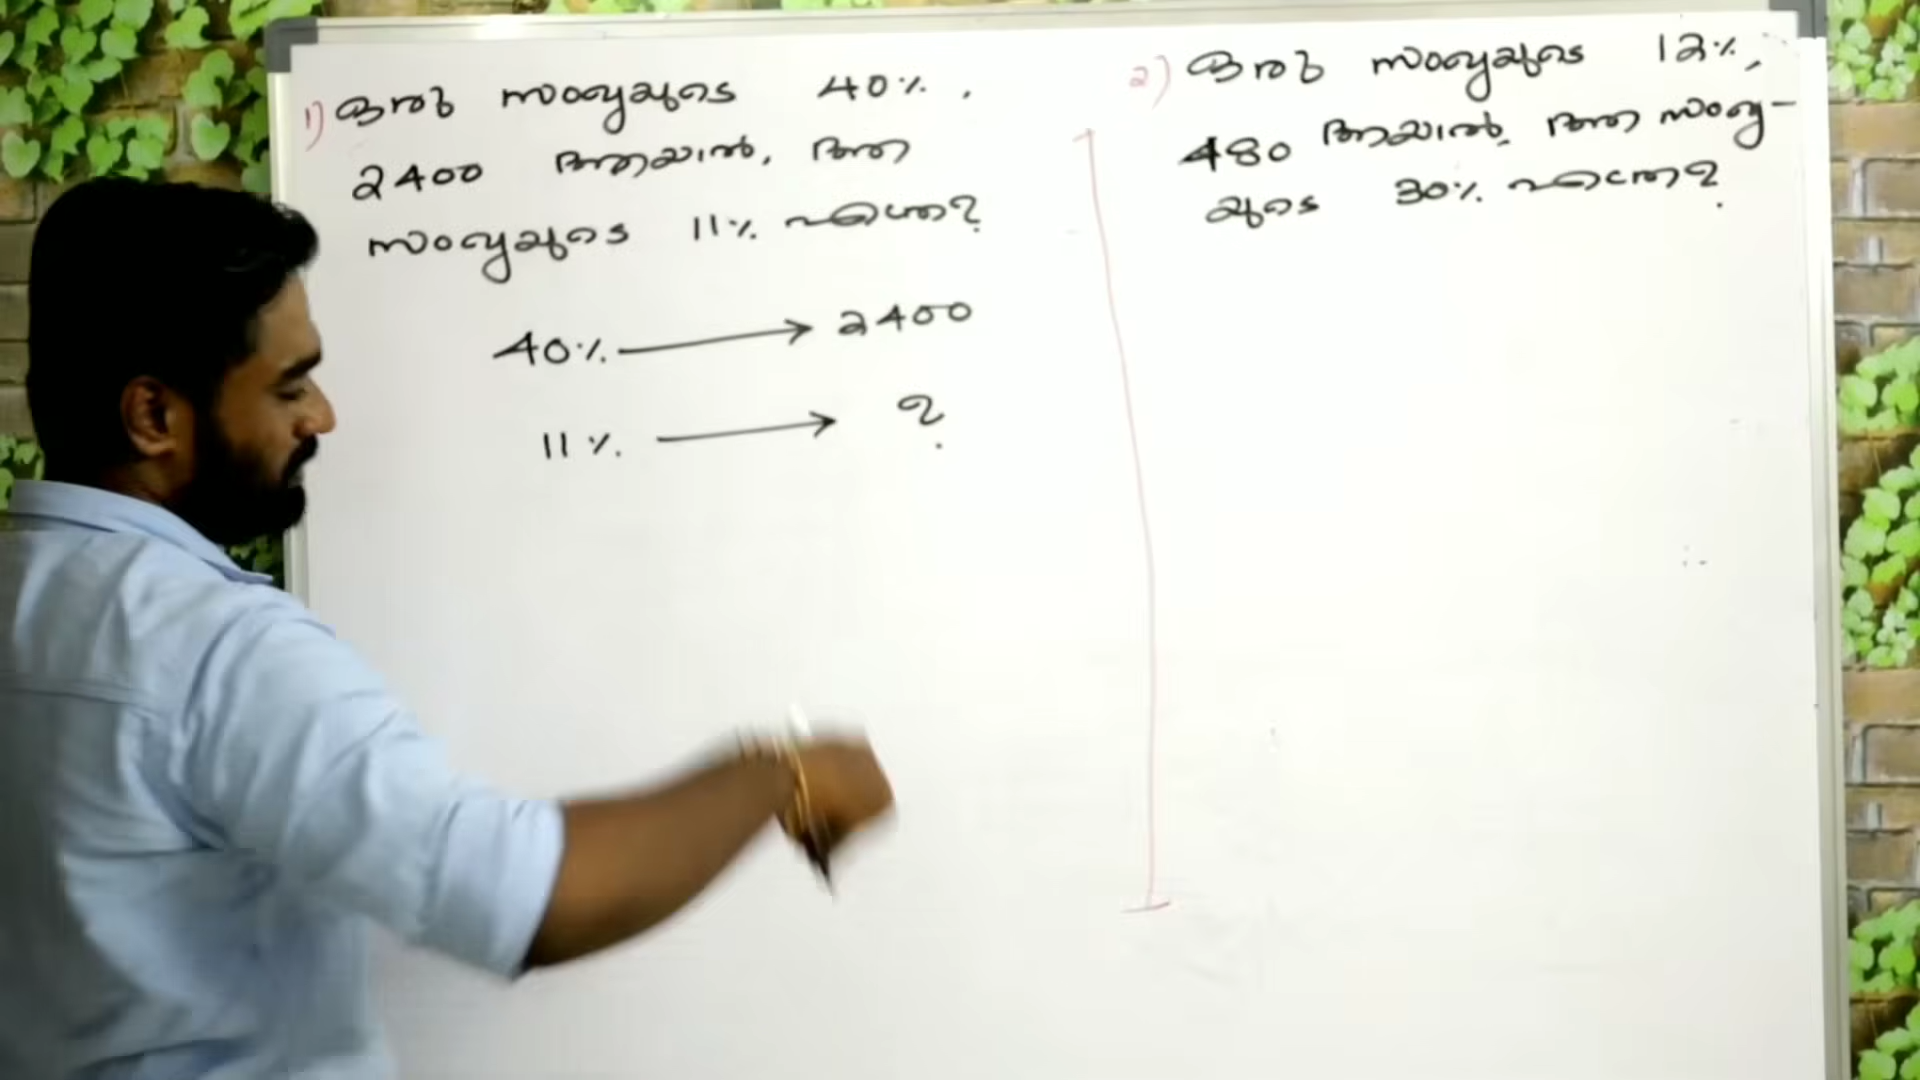 1) ഒരു സംഖ്യയുടെ 40%,
2400 ആയാൽ, ആ
സംഖ്യയുടെ 11% എത്ര?
40% → 2400
11% → ?
2) ഒരു സംഖ്യയുടെ 12%,
480 ആയാൽ, ആ സംഖ്യ-
യുടെ 30% എത്ര?